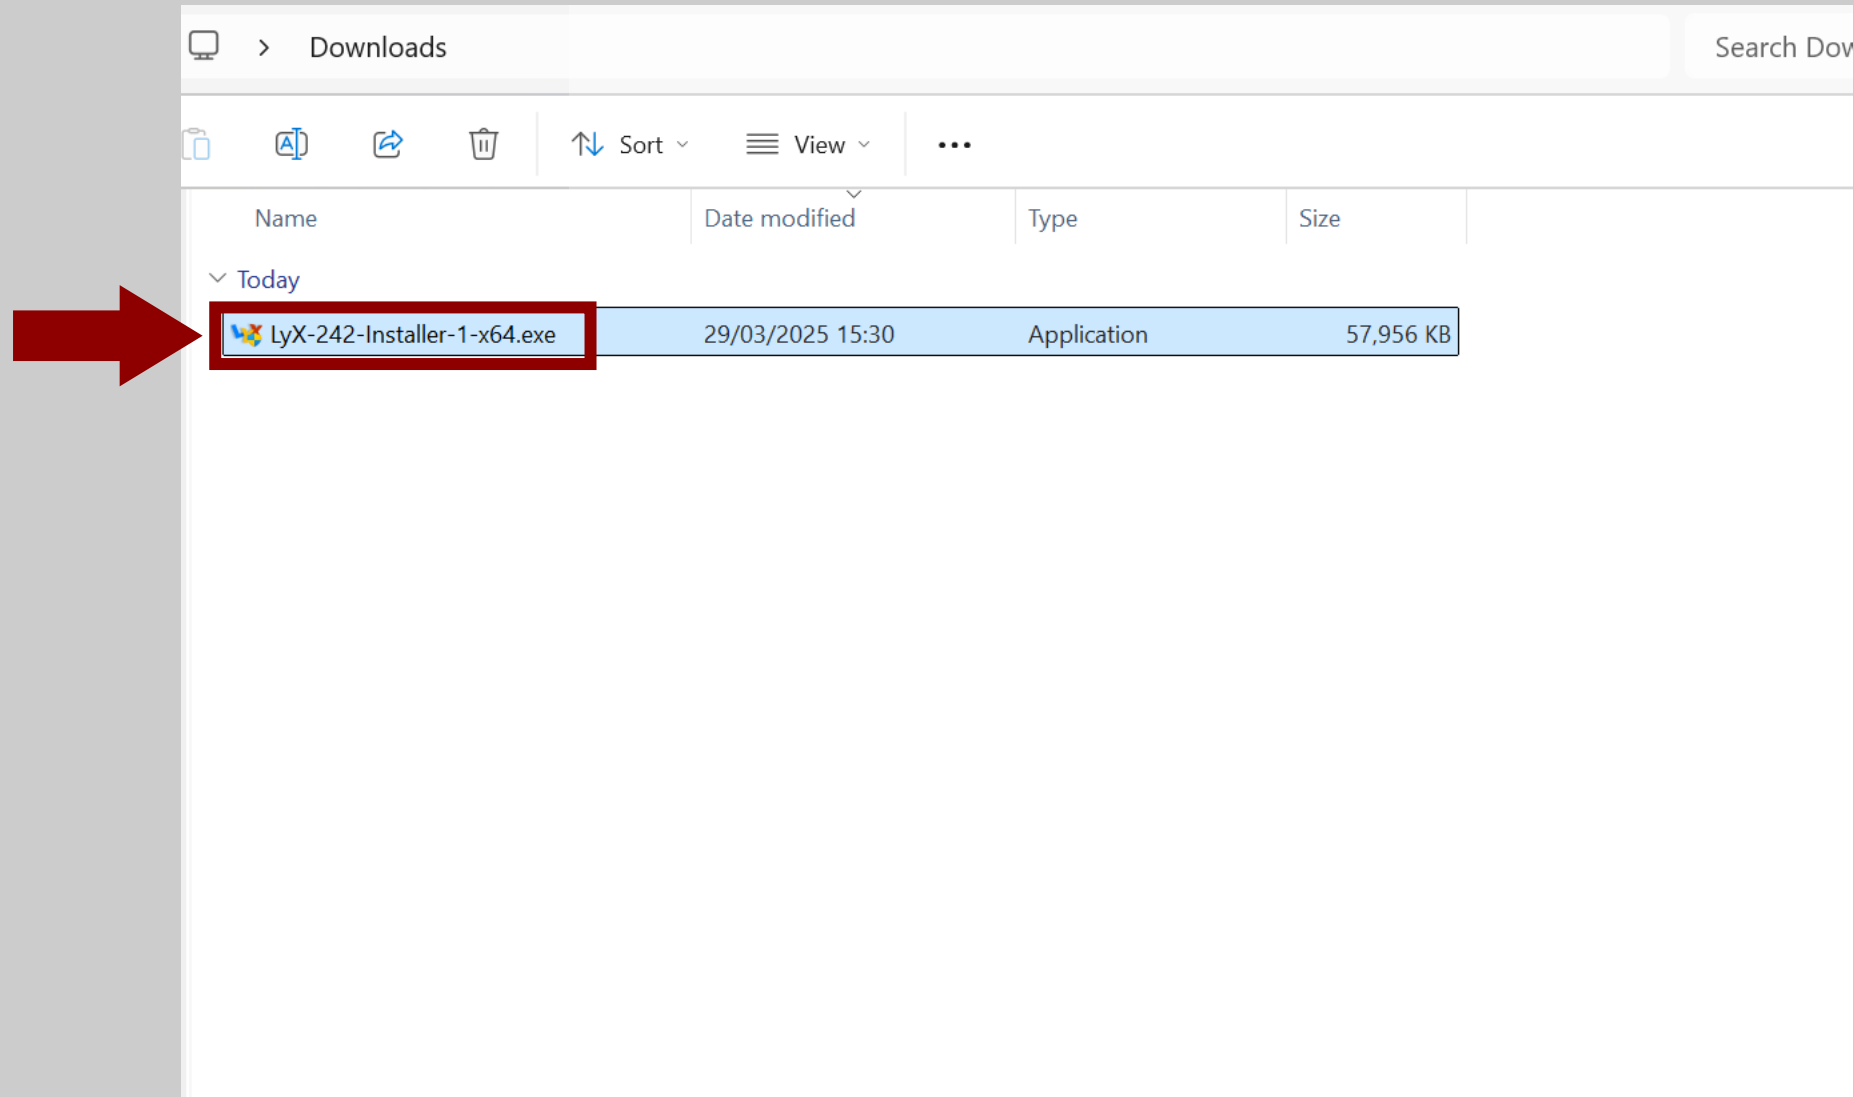 Downloads
Search Dow
Sort
View
Name Date modified Type Size
Today
LyX-242-Installer-1-x64.exe 29/03/2025 15:30 Application 57,956 KB